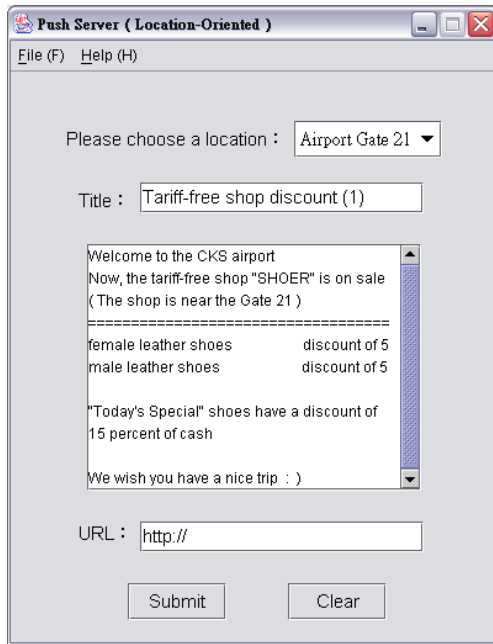 Push Server ( Location-Oriented )
File (F) Help (H)
Please choose a location : Airport Gate 21
Title : Tariff-free shop discount (1)
Welcome to the CKS airport
Now, the tariff-free shop "SHOER" is on sale
( The shop is near the Gate 21 )
===================================
female leather shoes discount of 5
male leather shoes discount of 5
"Today's Special" shoes have a discount of
15 percent of cash
We wish you have a nice trip : )
URL : http://
Submit Clear